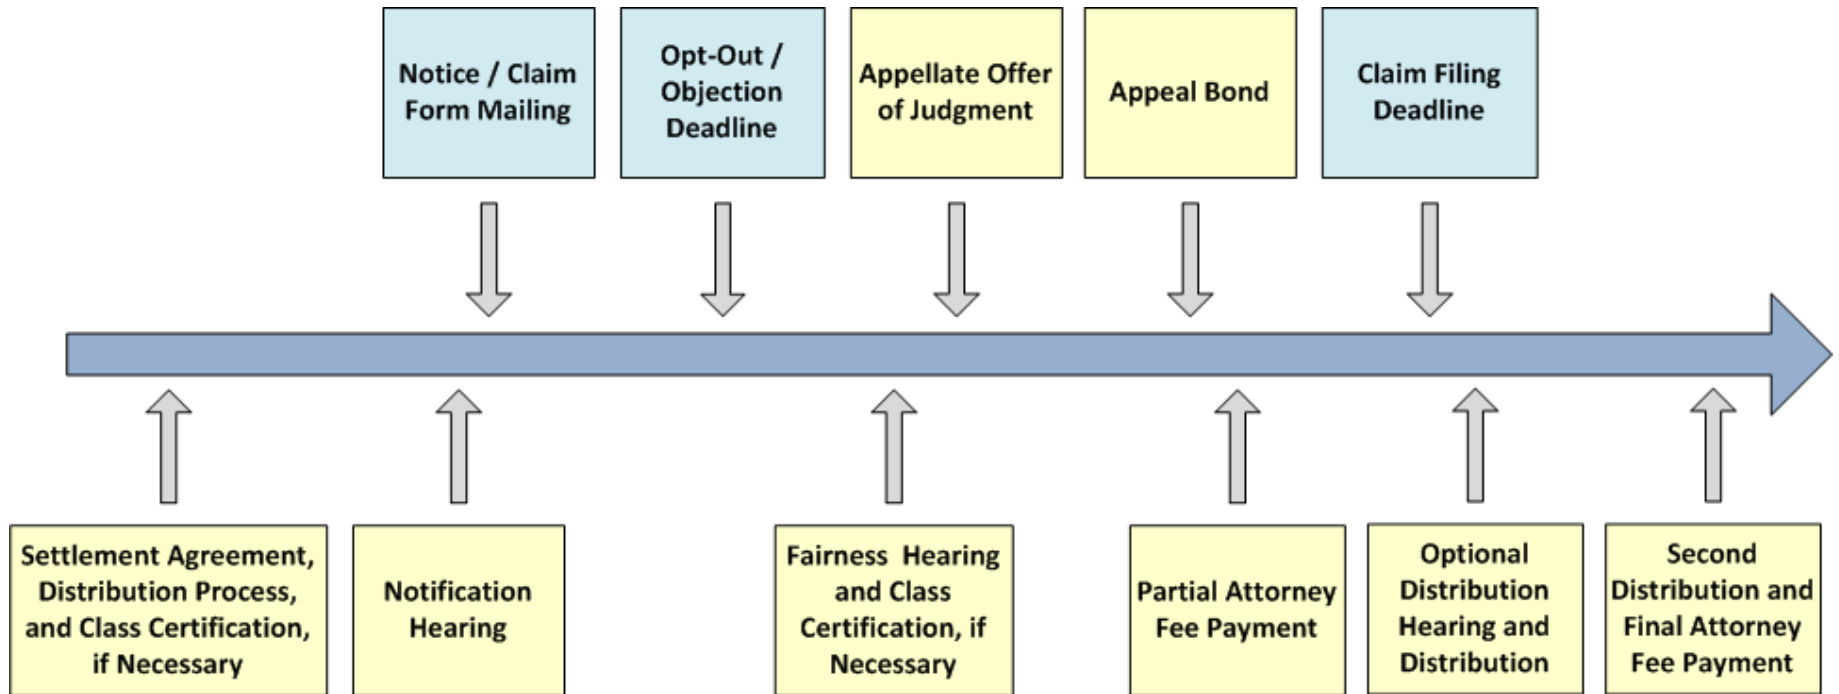 Notice / Claim
Form Mailing
Opt-Out /
Objection
Deadline
Appellate Offer
of Judgment
Appeal Bond
Claim Filing
Deadline
Settlement Agreement,
Distribution Process,
and Class Certification,
if Necessary
Notification
Hearing
Fairness Hearing
and Class
Certification, if
Necessary
Partial Attorney
Fee Payment
Optional
Distribution
Hearing and
Distribution
Second
Distribution and
Final Attorney
Fee Payment